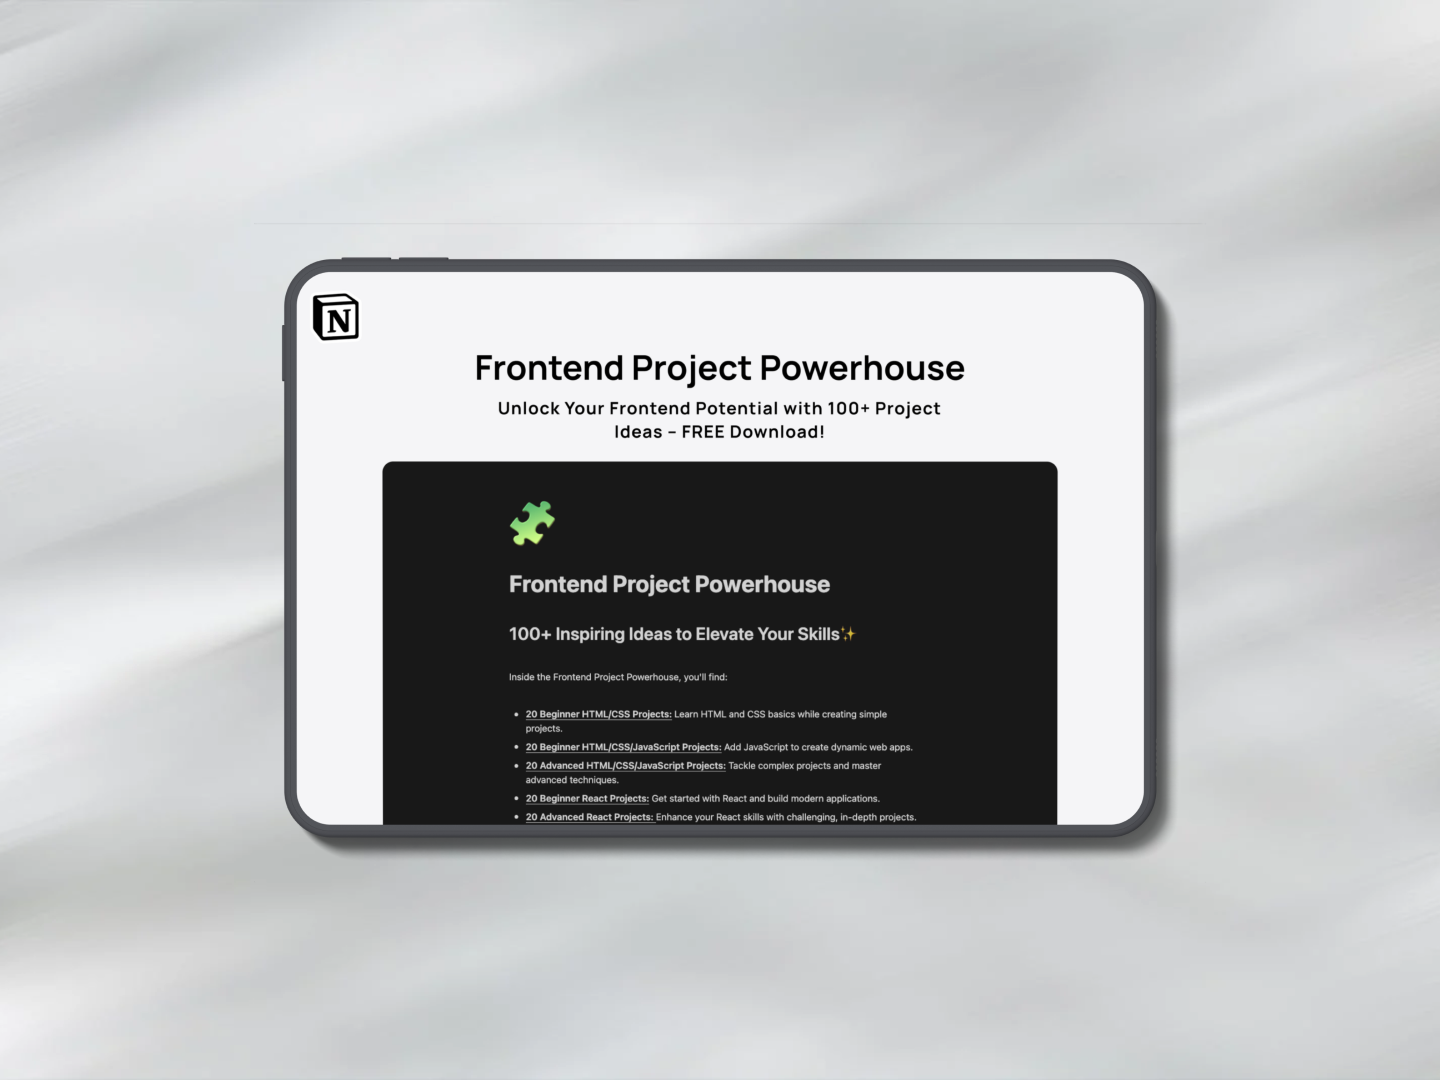 N
Frontend Project Powerhouse
Unlock Your Frontend Potential with 100+ Project
Ideas – FREE Download!
Frontend Project Powerhouse
100+ Inspiring Ideas to Elevate Your Skills✨
Inside the Frontend Project Powerhouse, you'll find:
• 20 Beginner HTML/CSS Projects: Learn HTML and CSS basics while creating simple
projects.
• 20 Beginner HTML/CSS/JavaScript Projects: Add JavaScript to create dynamic web apps.
• 20 Advanced HTML/CSS/JavaScript Projects: Tackle complex projects and master
advanced techniques.
• 20 Beginner React Projects: Get started with React and build modern applications.
• 20 Advanced React Projects: Enhance your React skills with challenging, in-depth projects.